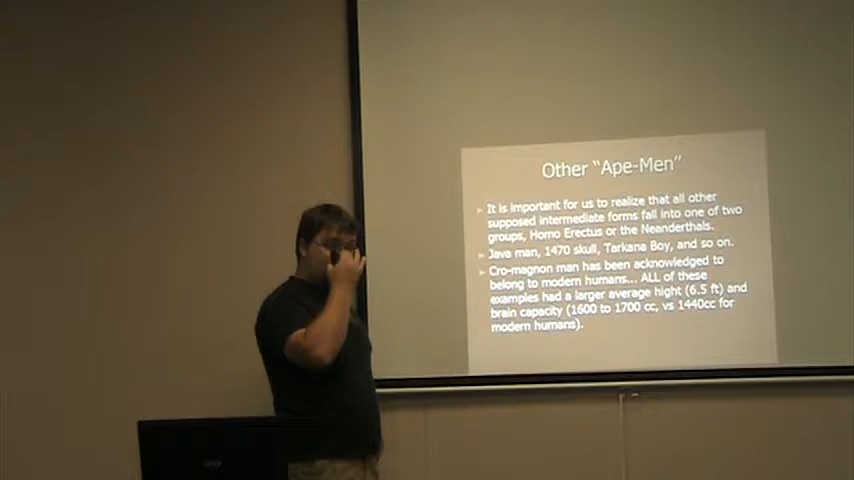 Other "Ape-Men"
It is important for us to realize that all other
supposed intermediate forms fall into one of two
groups, Homo Erectus or the Neanderthals.
Java man, 1470 skull, Tarkana Boy, and so on.
Cro-magnon man has been acknowledged to
belong to modern humans... ALL of these
examples had a larger average hight (6.5 ft) and
brain capacity (1600 to 1700 cc, vs 1440cc for
modern humans).